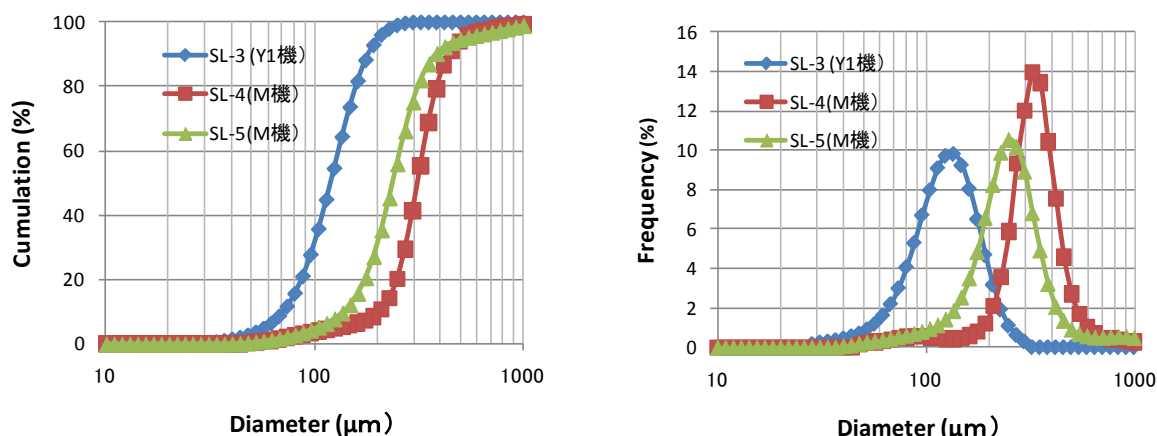 100
80
60
40
20
0
10
100
1000
Cumulation (%)
Diameter (μm)
SL-3 (Y1機)
SL-4(M機)
SL-5(M機)
16
14
12
10
8
6
4
2
0
10
100
1000
Frequency (%)
Diameter (μm)
SL-3 (Y1機)
SL-4(M機)
SL-5(M機)